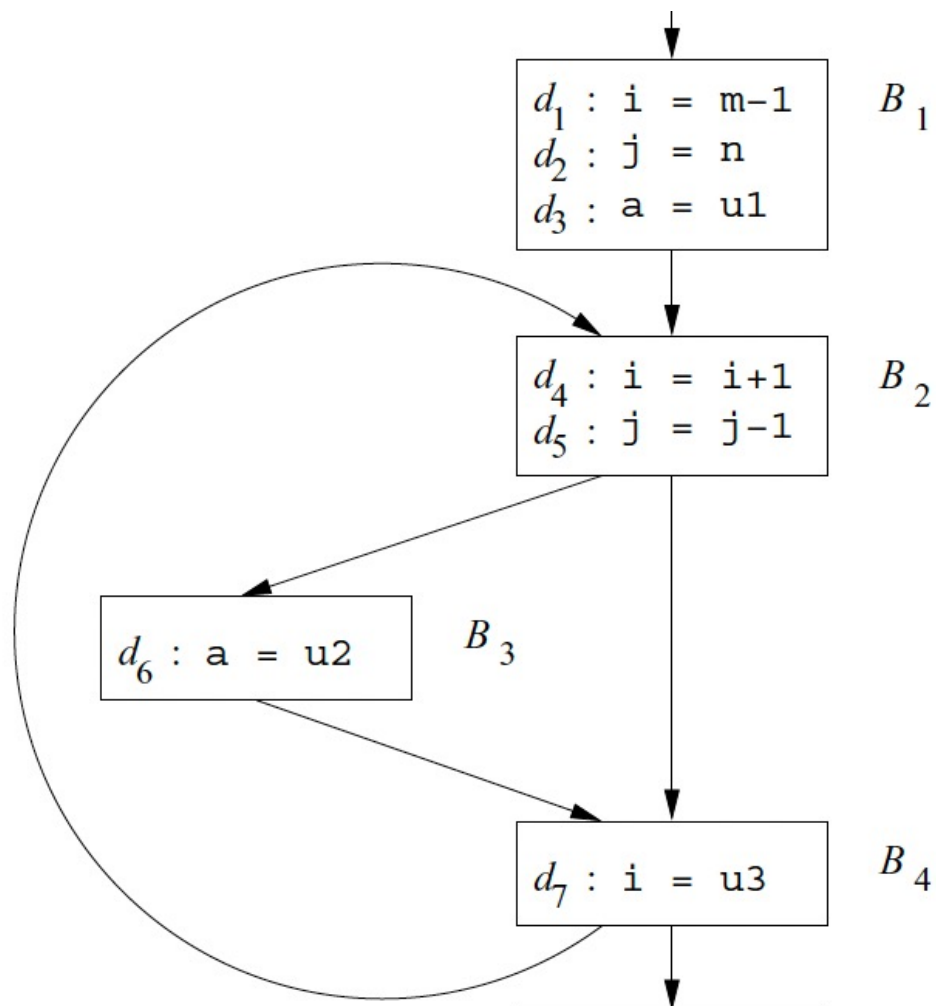 d₁ : i = m-1
d₂ : j = n
d₃ : a = u1
B₁
d₄ : i = i+1
d₅ : j = j-1
B₂
d₆ : a = u2
B₃
d₇ : i = u3
B₄